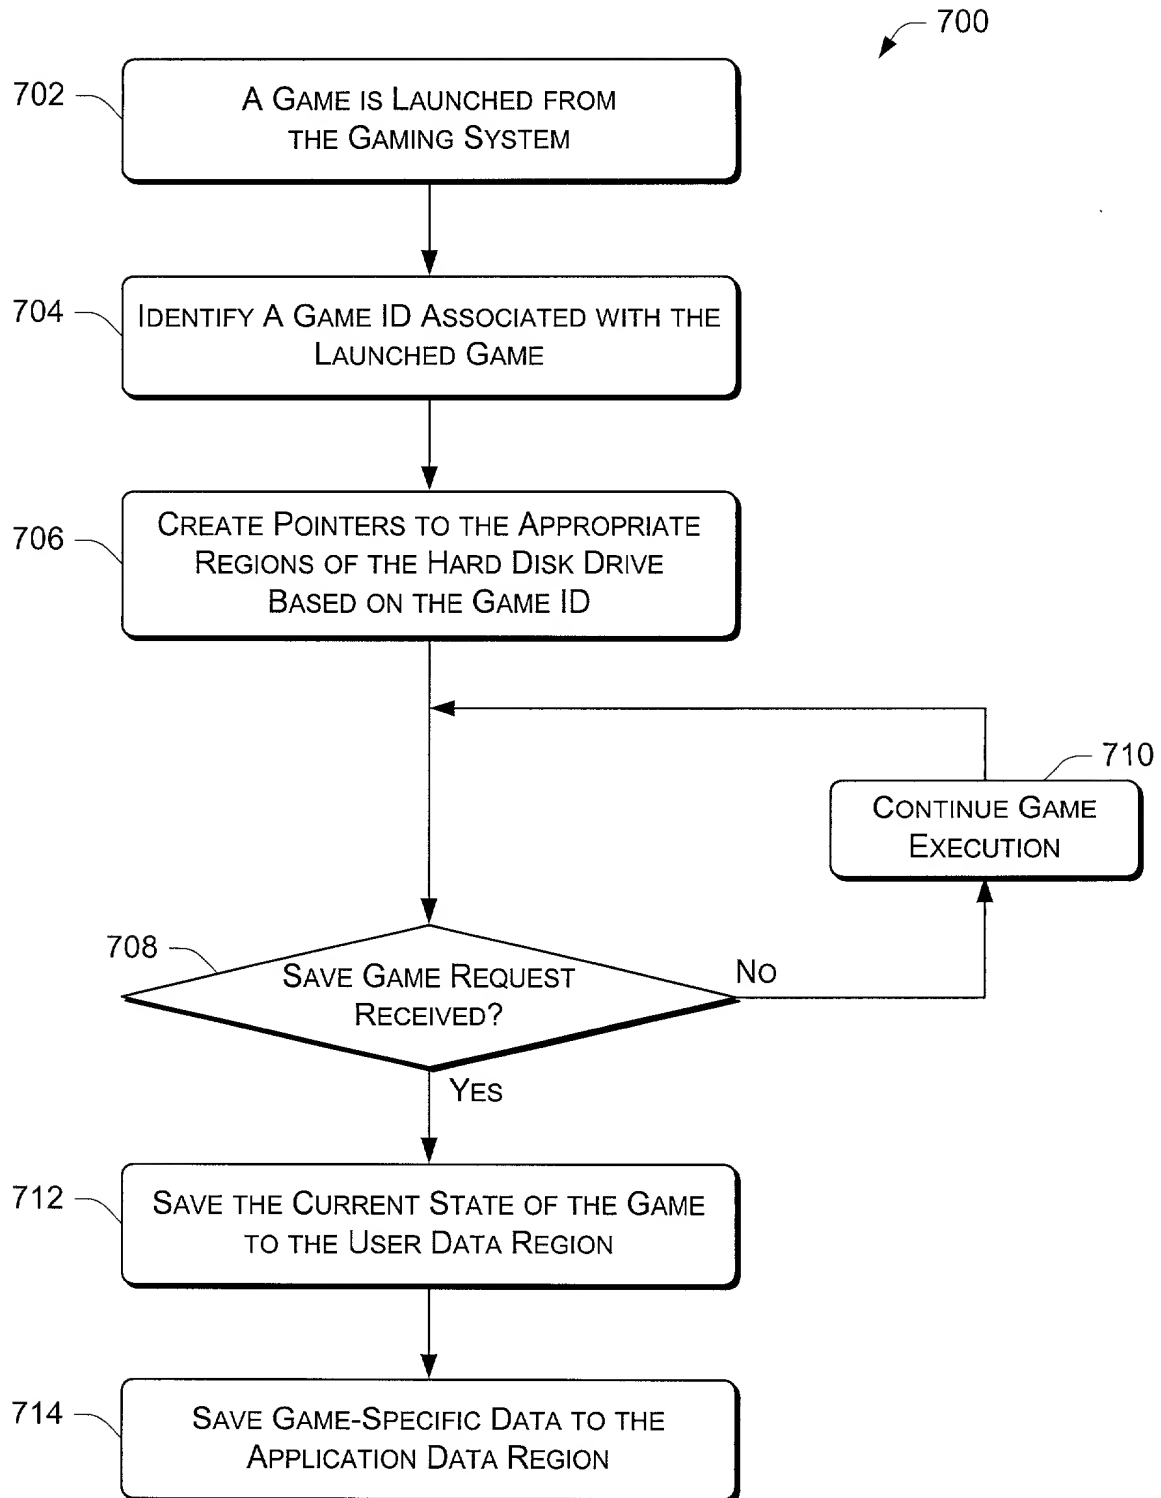 700
702
A GAME IS LAUNCHED FROM
THE GAMING SYSTEM
704
IDENTIFY A GAME ID ASSOCIATED WITH THE
LAUNCHED GAME
706
CREATE POINTERS TO THE APPROPRIATE
REGIONS OF THE HARD DISK DRIVE
BASED ON THE GAME ID
710
CONTINUE GAME
EXECUTION
708
SAVE GAME REQUEST
RECEIVED?
NO
YES
712
SAVE THE CURRENT STATE OF THE GAME
TO THE USER DATA REGION
714
SAVE GAME-SPECIFIC DATA TO THE
APPLICATION DATA REGION